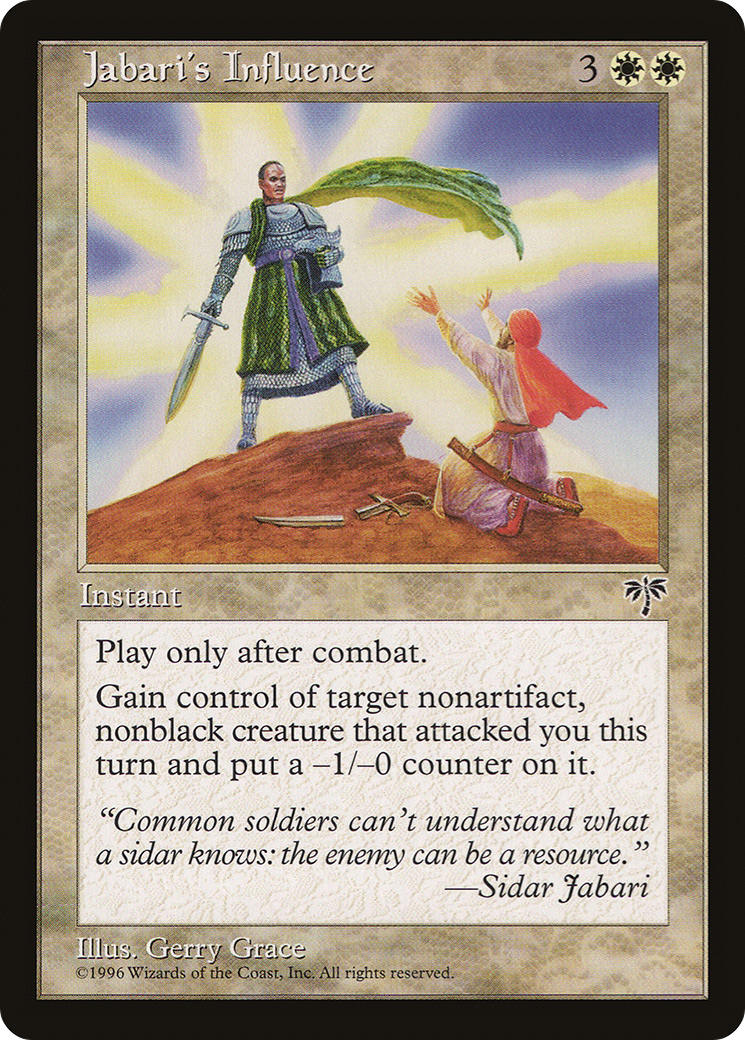 Jabari's Influence 3
Instant
Play only after combat.
Gain control of target nonartifact,
nonblack creature that attacked you this
turn and put a –1/–0 counter on it.
“Common soldiers can’t understand what
a sidar knows: the enemy can be a resource.”
—Sidar Jabari
Illus. Gerry Grace
©1996 Wizards of the Coast, Inc. All rights reserved.